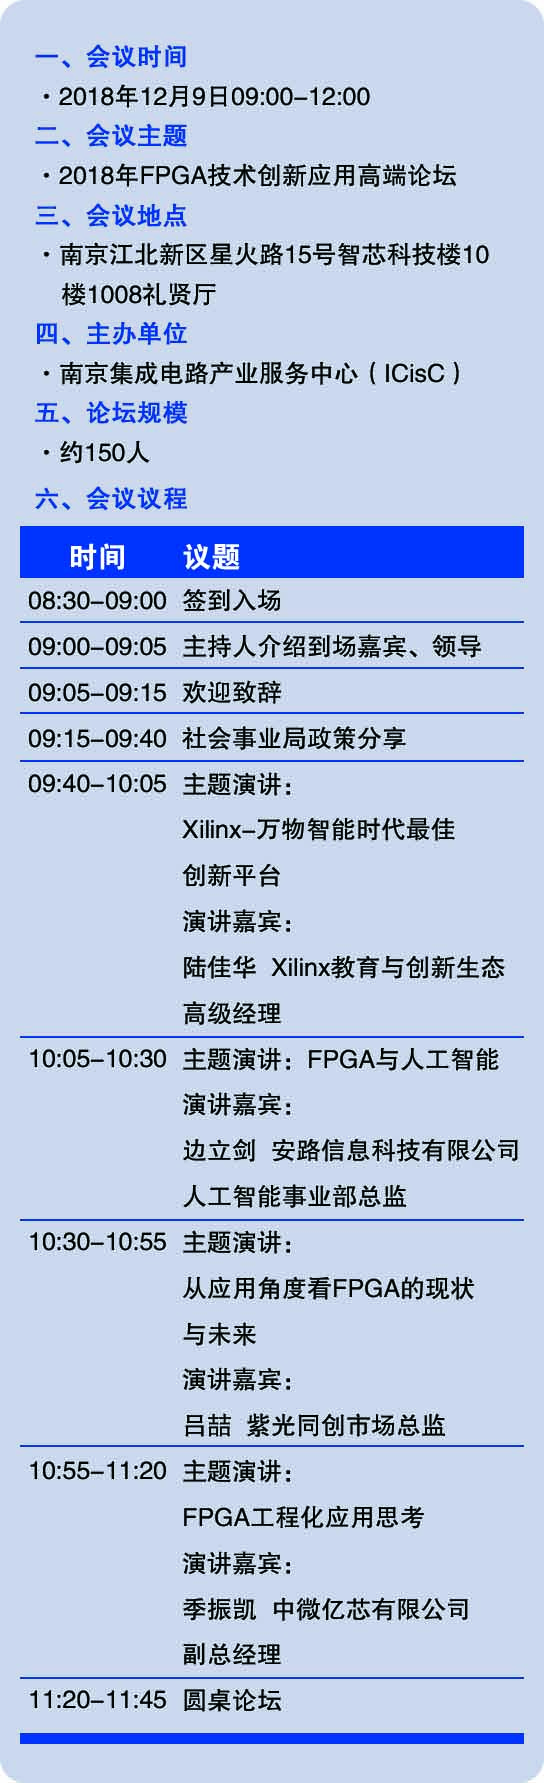 一、会议时间
·2018年12月9日09:00-12:00
二、会议主题
·2018年FPGA技术创新应用高端论坛
三、会议地点
·南京江北新区星火路15号智芯科技楼10
楼1008礼贤厅
四、主办单位
·南京集成电路产业服务中心（ICisC）
五、论坛规模
·约150人
六、会议议程
时间 议题
08:30-09:00 签到入场
09:00-09:05 主持人介绍到场嘉宾、领导
09:05-09:15 欢迎致辞
09:15-09:40 社会事业局政策分享
09:40-10:05 主题演讲：
Xilinx-万物智能时代最佳
创新平台
演讲嘉宾：
陆佳华 Xilinx教育与创新生态
高级经理
10:05-10:30 主题演讲：FPGA与人工智能
演讲嘉宾：
边立剑 安路信息科技有限公司
人工智能事业部总监
10:30-10:55 主题演讲：
从应用角度看FPGA的现状
与未来
演讲嘉宾：
吕喆 紫光同创市场总监
10:55-11:20 主题演讲：
FPGA工程化应用思考
演讲嘉宾：
季振凯 中微亿芯有限公司
副总经理
11:20-11:45 圆桌论坛